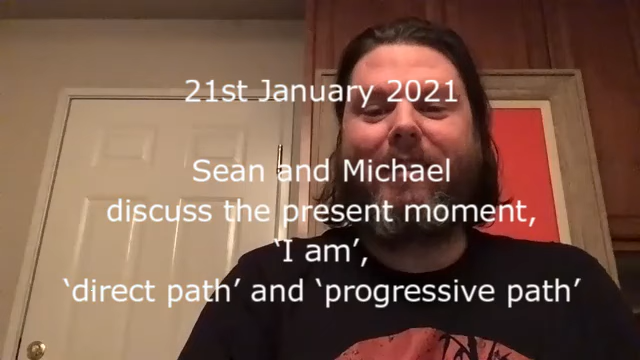 21st January 2021
Sean and Michael
discuss the present moment,
‘I am’,
‘direct path’ and ‘progressive path’